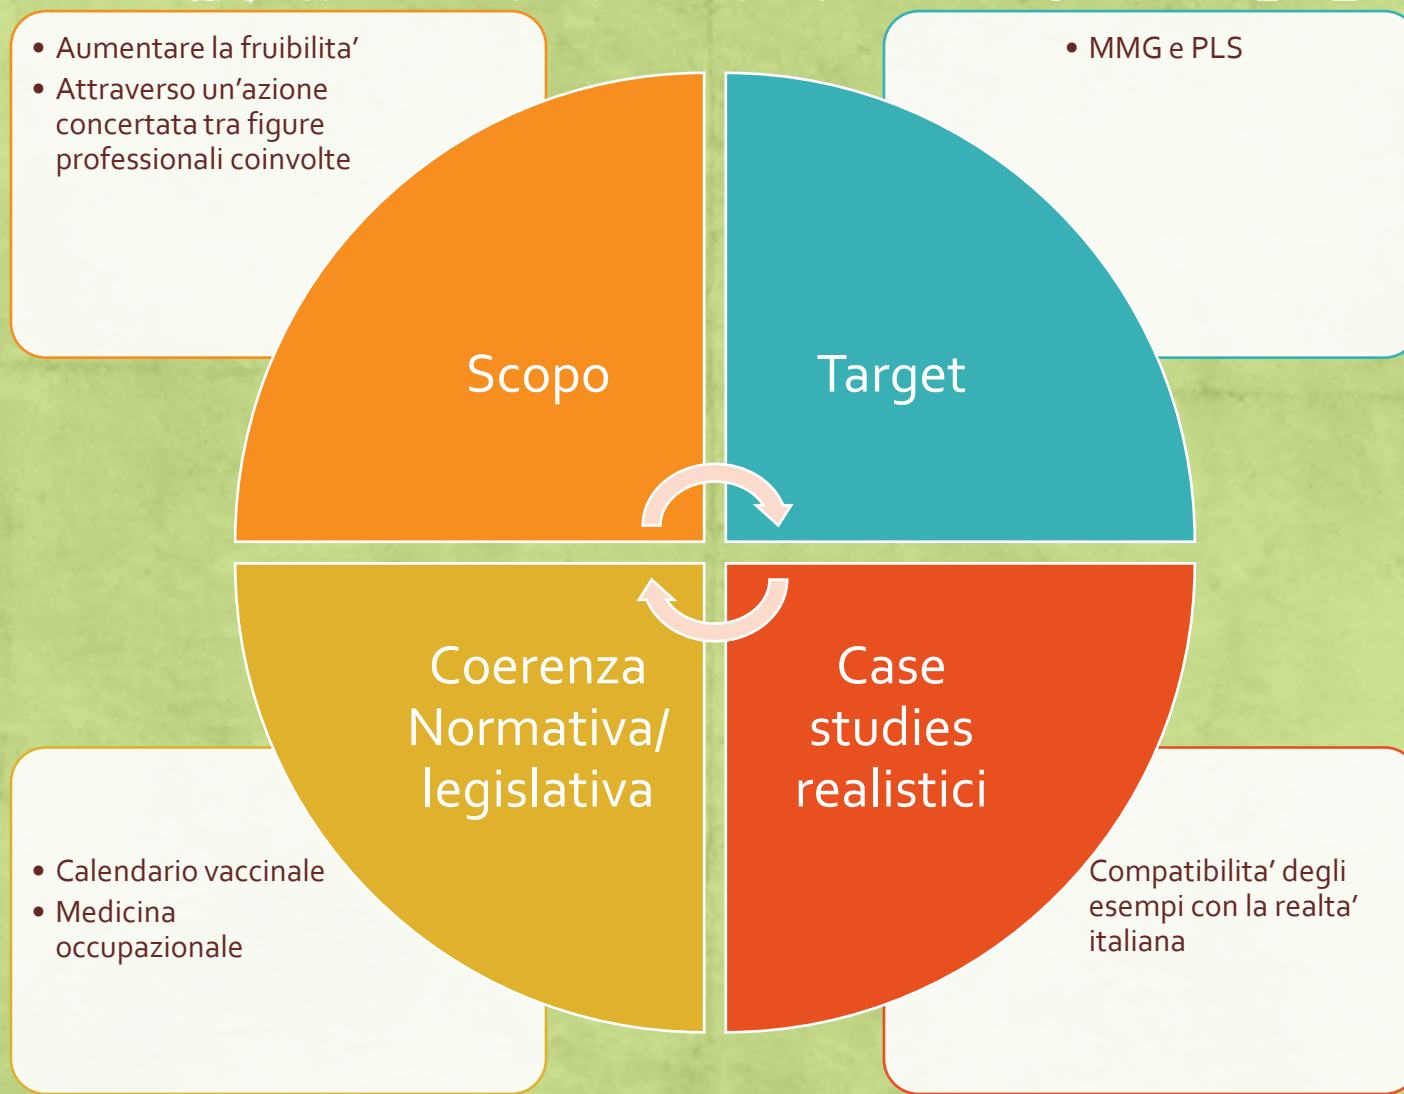 • Aumentare la fruibilita’
• Attraverso un’azione
concertata tra figure
professionali coinvolte
• MMG e PLS
Scopo
Target
Coerenza
Normativa/
legislativa
Case
studies
realistici
• Calendario vaccinale
• Medicina
occupazionale
Compatibilita’ degli
esempi con la realta’
italiana